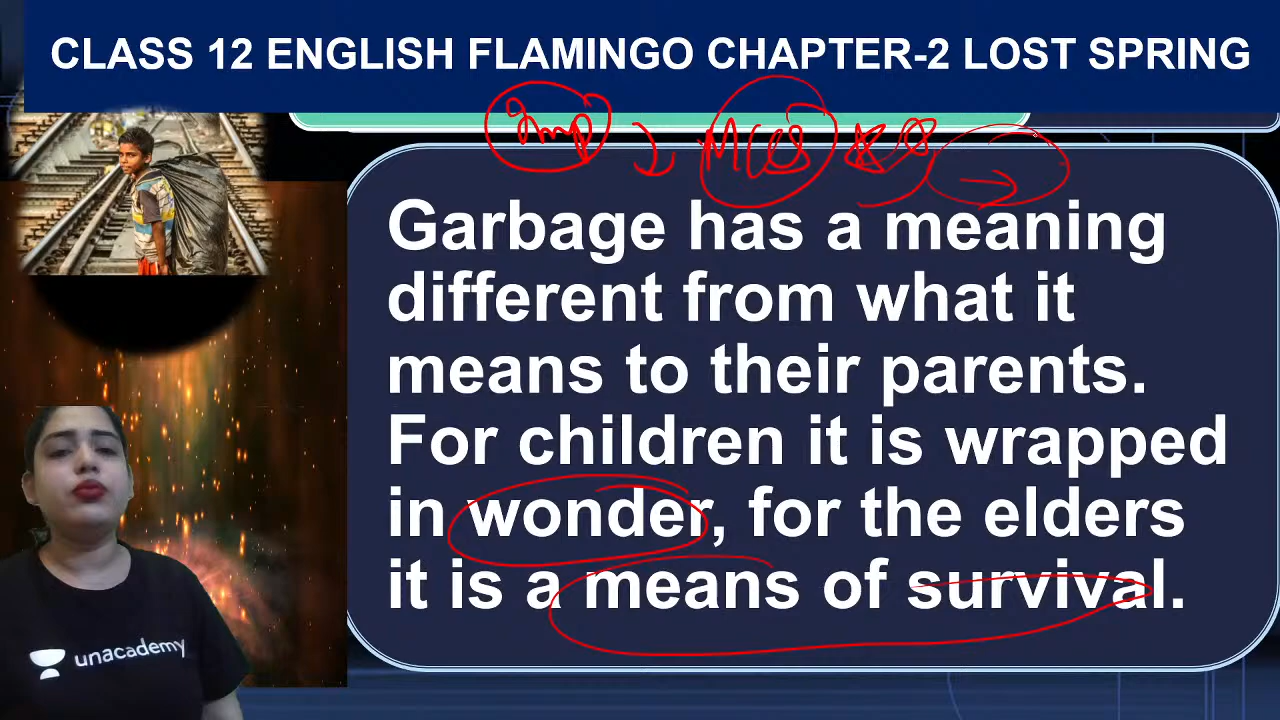 CLASS 12 ENGLISH FLAMINGO CHAPTER-2 LOST SPRING
Imp
Garbage has a meaning
different from what it
means to their parents.
For children it is wrapped
in wonder, for the elders
it is a means of survival.
unacademy